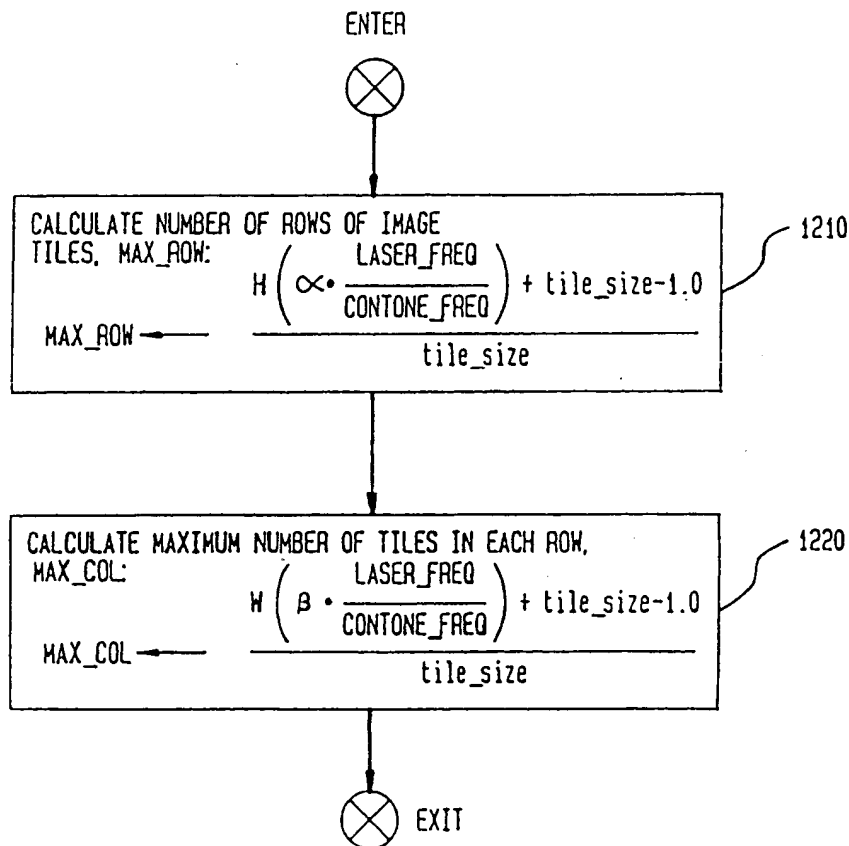 ENTER
CALCULATE NUMBER OF ROWS OF IMAGE
TILES, MAX_ROW:
MAX_ROW ← H ( α · LASER_FREQ / CONTONE_FREQ ) + tile_size-1.0
tile_size
1210
CALCULATE MAXIMUM NUMBER OF TILES IN EACH ROW,
MAX_COL:
MAX_COL ← W ( β · LASER_FREQ / CONTONE_FREQ ) + tile_size-1.0
tile_size
1220
EXIT